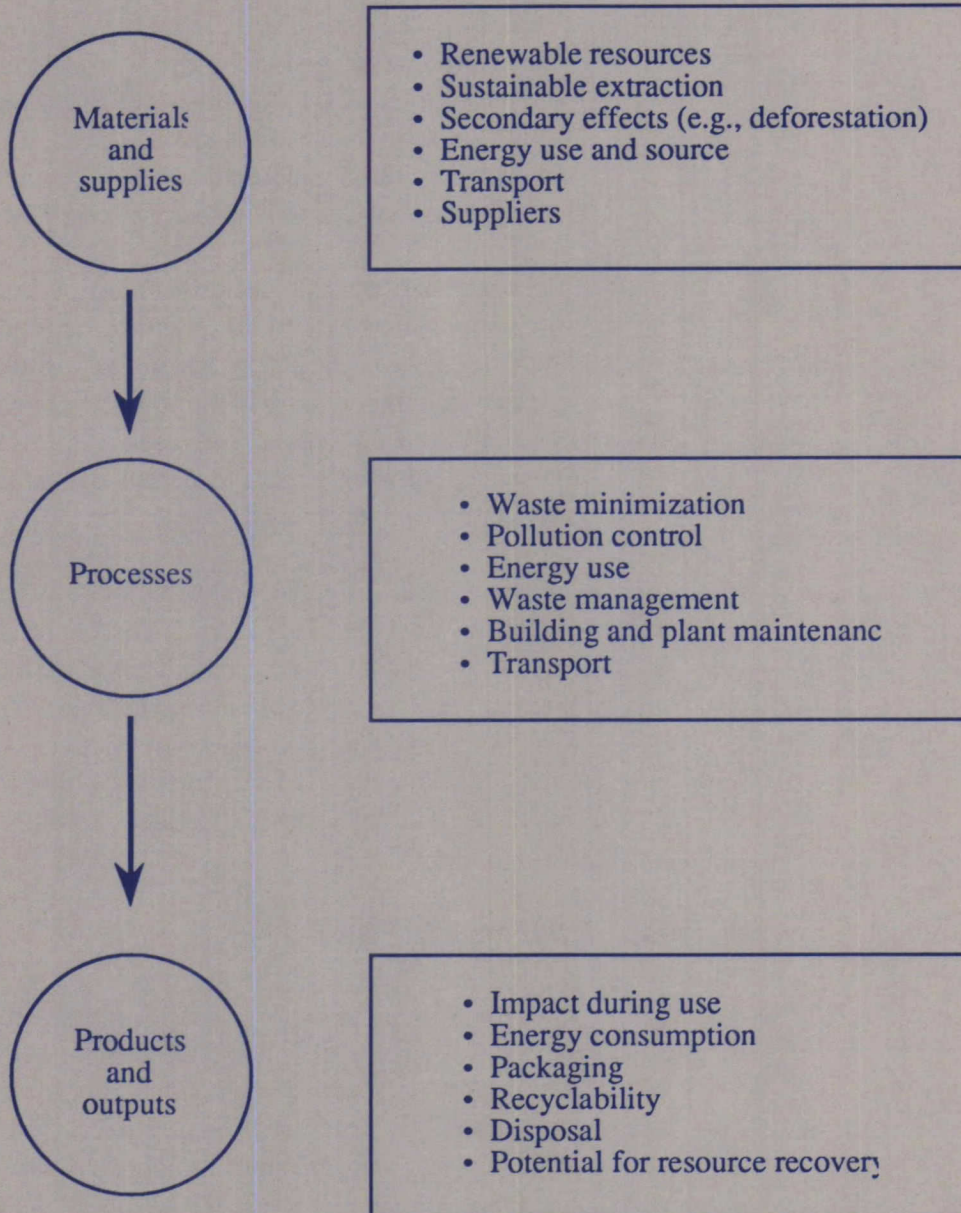 Materials
and
supplies
• Renewable resources
• Sustainable extraction
• Secondary effects (e.g., deforestation)
• Energy use and source
• Transport
• Suppliers
Processes
• Waste minimization
• Pollution control
• Energy use
• Waste management
• Building and plant maintenanc
• Transport
Products
and
outputs
• Impact during use
• Energy consumption
• Packaging
• Recyclability
• Disposal
• Potential for resource recovery